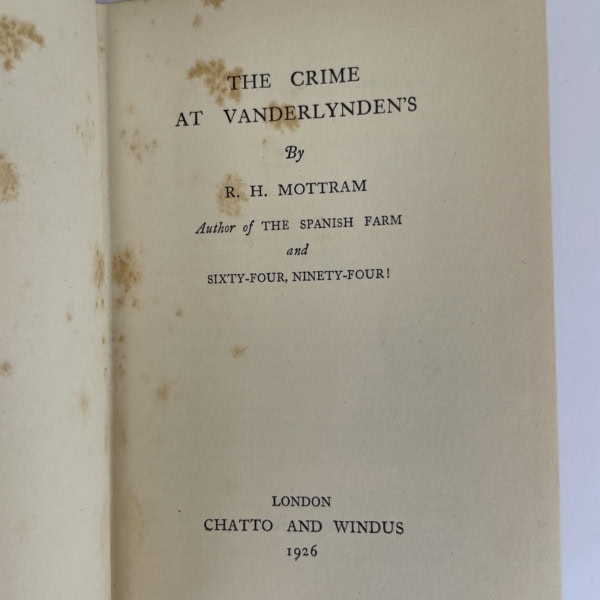 THE CRIME
AT VANDERLYNDEN'S
By
R. H. MOTTRAM
Author of THE SPANISH FARM
and
SIXTY-FOUR, NINETY-FOUR!
LONDON
CHATTO AND WINDUS
1926